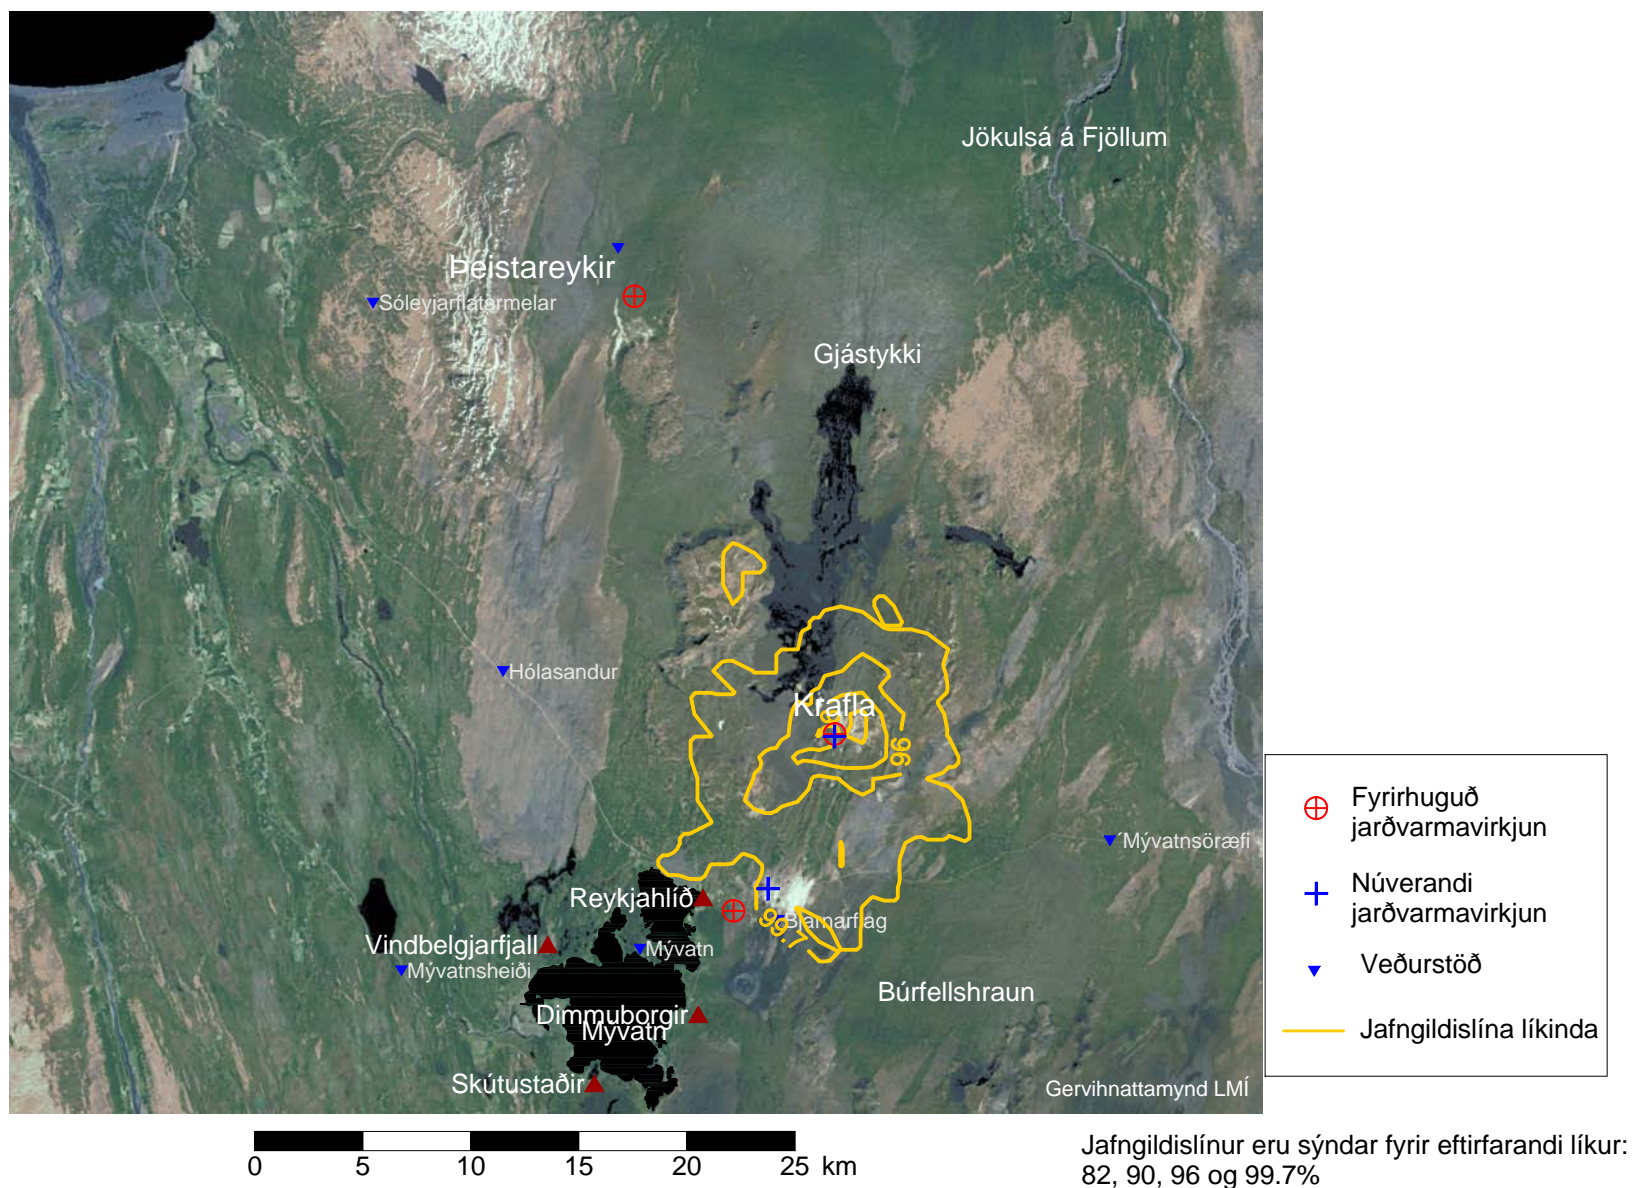 Jökulsá á Fjöllum
Þeistareykir
Sóleyjarflatarmelar
Gjástykki
Hólasandur
Krafla
96
Mývatnsöræfi
Reykjahlíð
Bjarnarflag
99.7
Vindbelgjarfjall
Mývatn
Mývatnsheiði
Búrfellshraun
Dimmuborgir
Mývatn
Skútustaðir
Gervihnattamynd LMÍ
Fyrirhuguð
jarðvarmavirkjun
Núverandi
jarðvarmavirkjun
Veðurstöð
Jafngildislína líkinda
0 5 10 15 20 25 km
Jafngildislínur eru sýndar fyrir eftirfarandi líkur:
82, 90, 96 og 99.7%